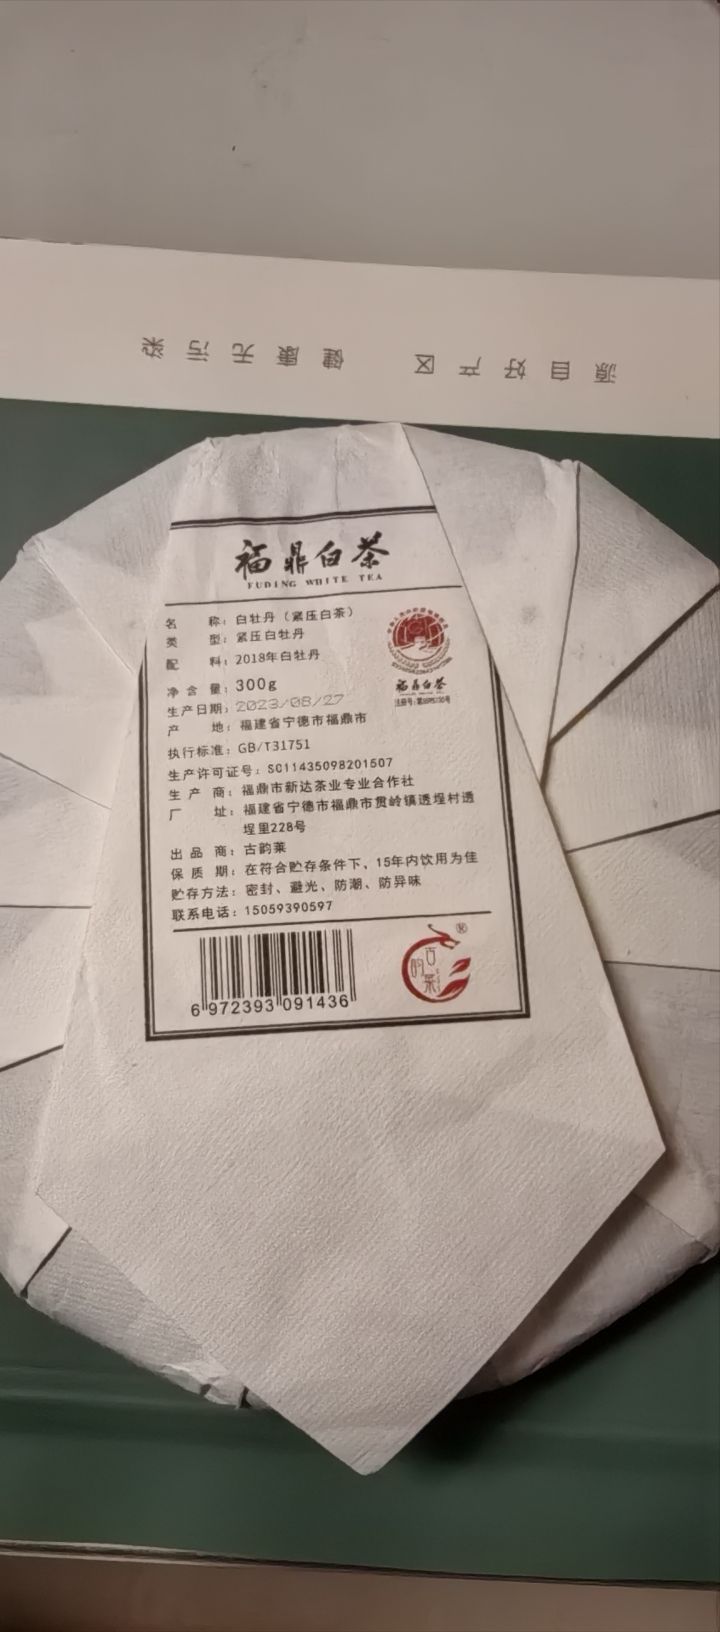 源自好产区 健康无污染
福鼎白茶
FUDING WHITE TEA
名称：白牡丹（紧压白茶）
类型：紧压白牡丹
配料：2018年白牡丹
净含量：300g
生产日期：2023/08/27
产地：福建省宁德市福鼎市
执行标准：GB/T31751
生产许可证号：SC11435098201507
生产商：福鼎市新达茶业专业合作社
厂址：福建省宁德市福鼎市贯岭镇透埕村透
埕里228号
出品商：古韵莱
保质期：在符合贮存条件下，15年内饮用为佳
贮存方法：密封、避光、防潮、防异味
联系电话：15059390597
福鼎白茶
6 972393 091436
®